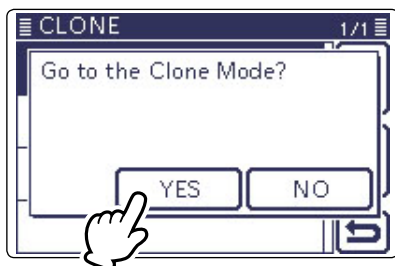 CLONE 1/1
Go to the Clone Mode?
YES NO